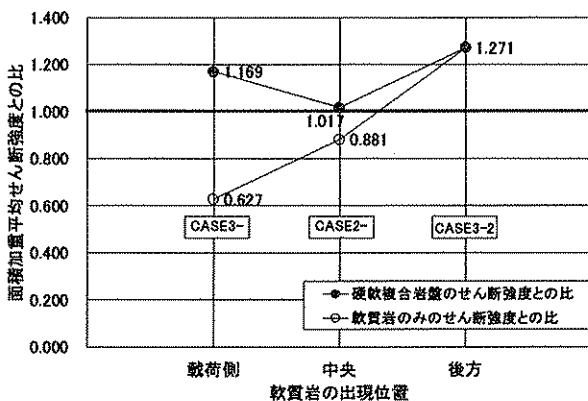 面積加重平均せん断強度との比
1.400
1.200
1.000
0.800
0.600
0.400
0.200
0.000
1.169
1.017
1.271
0.881
0.627
CASE3-
CASE2-
CASE3-2
硬軟複合岩盤のせん断強度との比
軟質岩のみのせん断強度との比
載荷側
中央
後方
軟質岩の出現位置